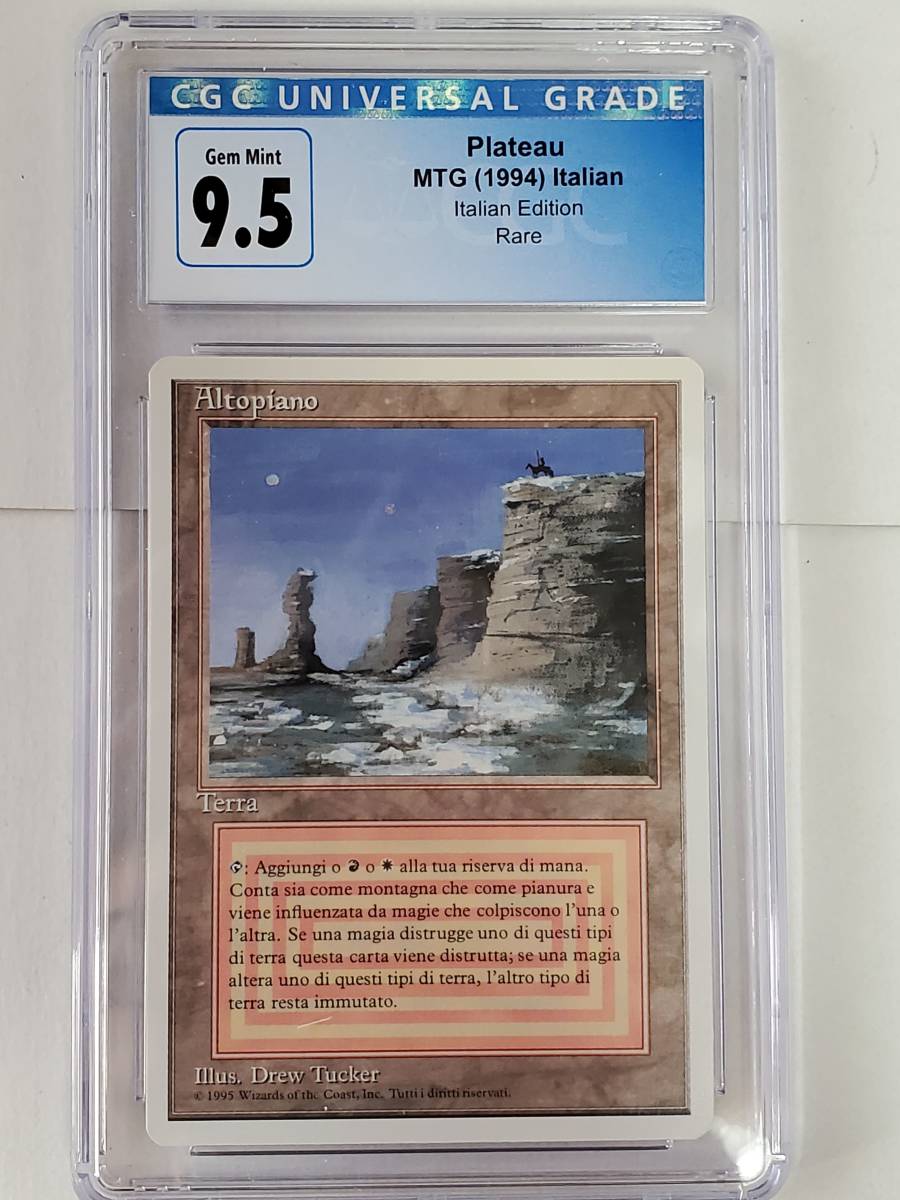 CGC UNIVERSAL GRADE
Gem Mint
9.5
Plateau
MTG (1994) Italian
Italian Edition
Rare
Altopiano
Terra
: Aggiungi o o alla tua riserva di mana.
Conta sia come montagna che come pianura e
viene influenzata da magie che colpiscono l'una o
l'altra. Se una magia distrugge uno di questi tipi
di terra questa carta viene distrutta; se una magia
altera uno di questi tipi di terra, l'altro tipo di
terra resta immutato.
Illus. Drew Tucker
© 1995 Wizards of the Coast, Inc. Tutti i diritti riservati.